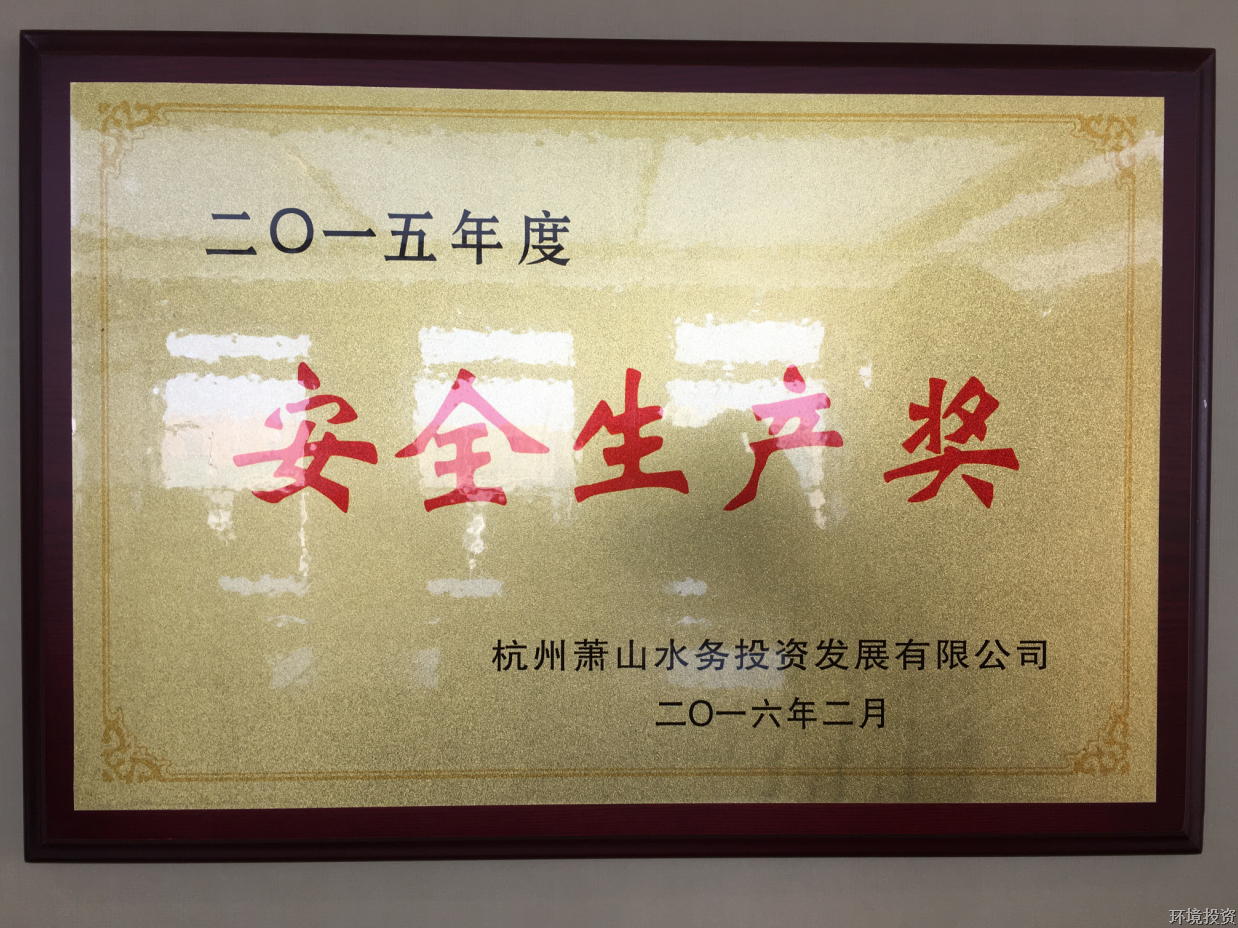 二〇一五年度
安全生产奖
杭州萧山水务投资发展有限公司
二〇一六年二月
环境投资